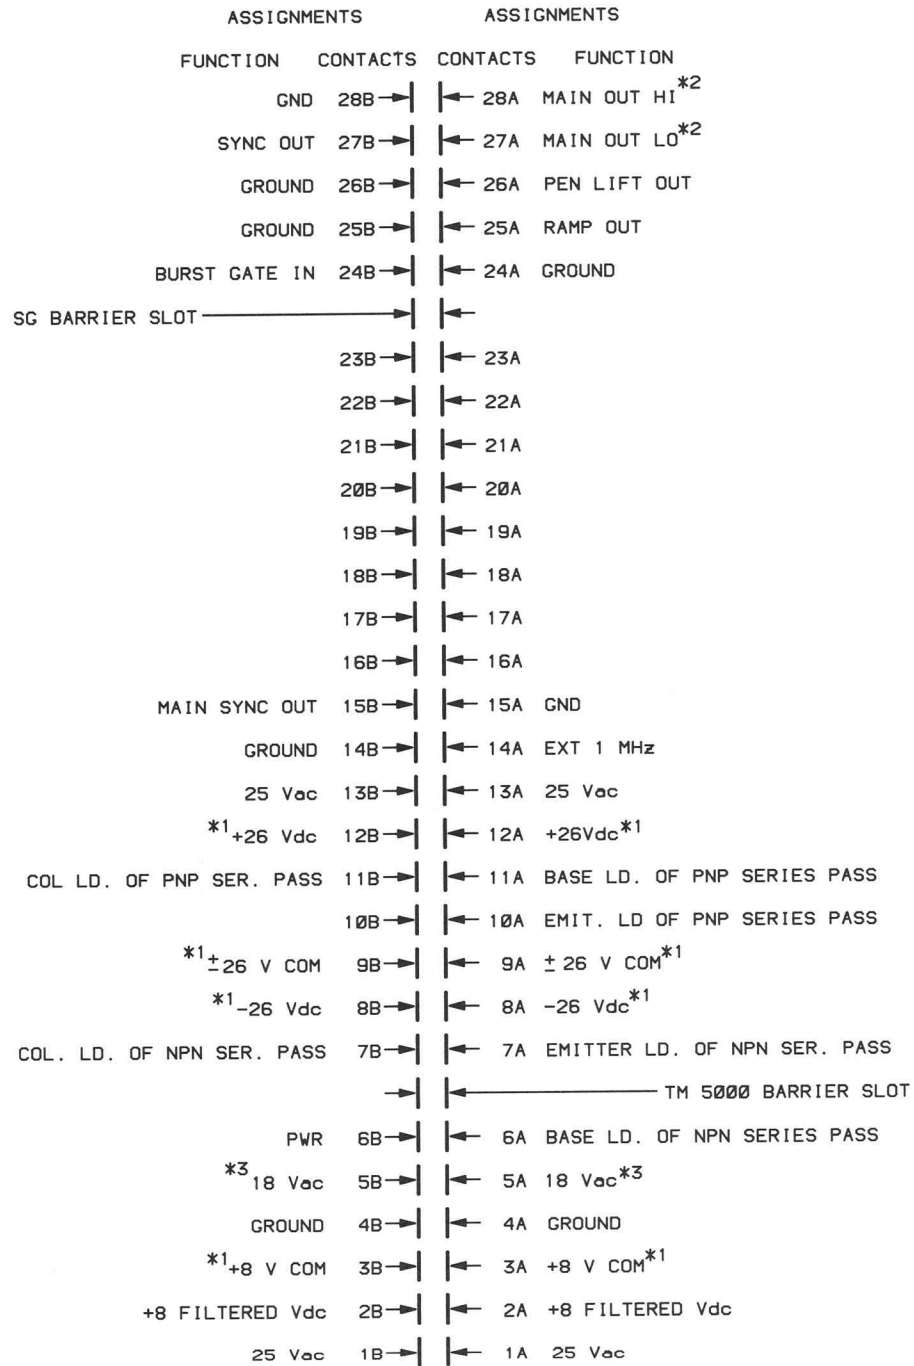 ASSIGNMENTS ASSIGNMENTS
FUNCTION CONTACTS CONTACTS FUNCTION
GND 28B 28A MAIN OUT HI*2
SYNC OUT 27B 27A MAIN OUT LO*2
GROUND 26B 26A PEN LIFT OUT
GROUND 25B 25A RAMP OUT
BURST GATE IN 24B 24A GROUND
SG BARRIER SLOT
23B 23A
22B 22A
21B 21A
20B 20A
19B 19A
18B 18A
17B 17A
16B 16A
MAIN SYNC OUT 15B 15A GND
GROUND 14B 14A EXT 1 MHz
25 Vac 13B 13A 25 Vac
*1+26 Vdc 12B 12A +26Vdc*1
COL LD. OF PNP SER. PASS 11B 11A BASE LD. OF PNP SERIES PASS
10B 10A EMIT. LD OF PNP SERIES PASS
*1±26 V COM 9B 9A ±26 V COM*1
*1-26 Vdc 8B 8A -26 Vdc*1
COL. LD. OF NPN SER. PASS 7B 7A EMITTER LD. OF NPN SER. PASS
TM 5000 BARRIER SLOT
PWR 6B 6A BASE LD. OF NPN SERIES PASS
*3 18 Vac 5B 5A 18 Vac*3
GROUND 4B 4A GROUND
*1+8 V COM 3B 3A +8 V COM*1
+8 FILTERED Vdc 2B 2A +8 FILTERED Vdc
25 Vac 1B 1A 25 Vac